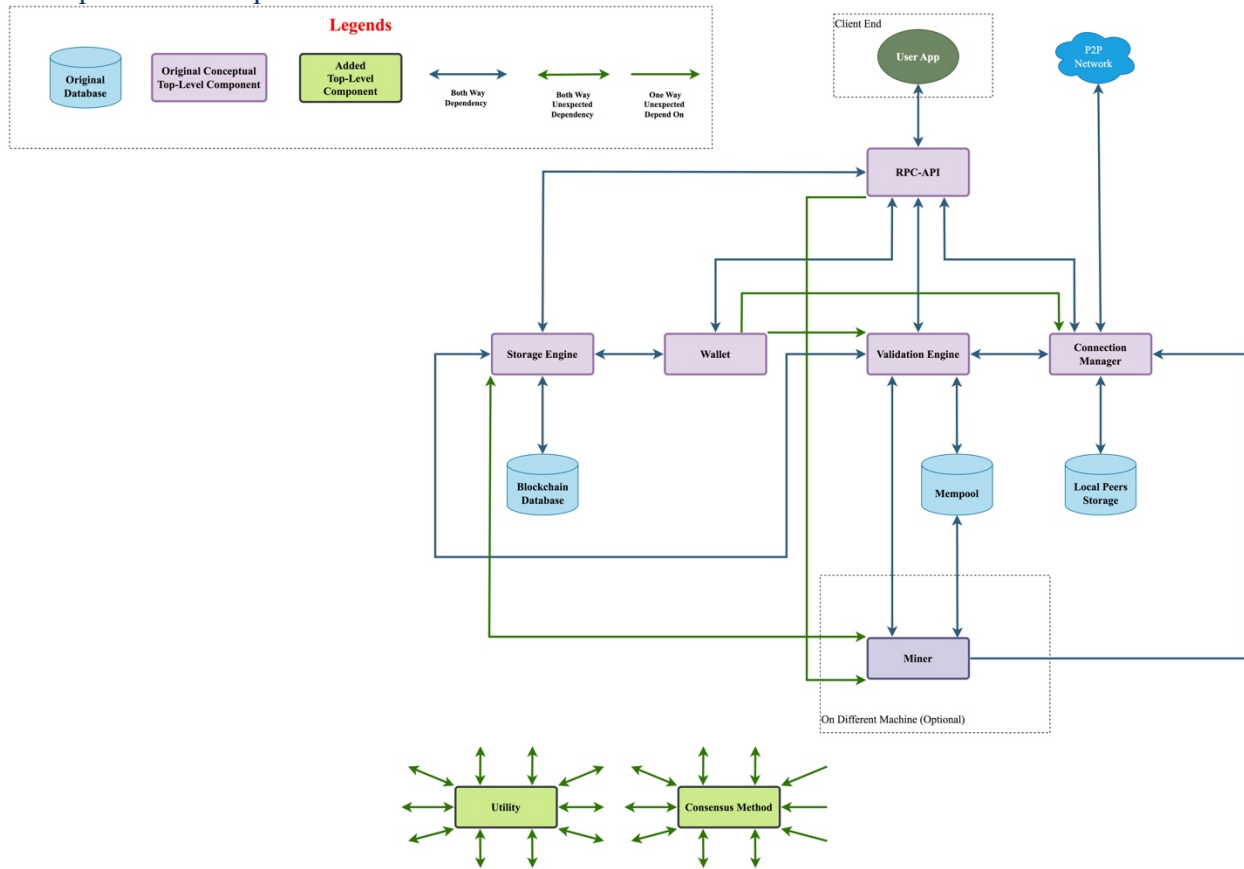 Legends
Original
Database
Original Conceptual
Top-Level Component
Added
Top-Level
Component
Both Way
Dependency
Both Way
Unexpected
Dependency
One Way
Unexpected
Depend On
Client End
User App
P2P
Network
RPC-API
Storage Engine
Wallet
Validation Engine
Connection
Manager
Blockchain
Database
Mempool
Local Peers
Storage
Miner
On Different Machine (Optional)
Utility
Consensus Method